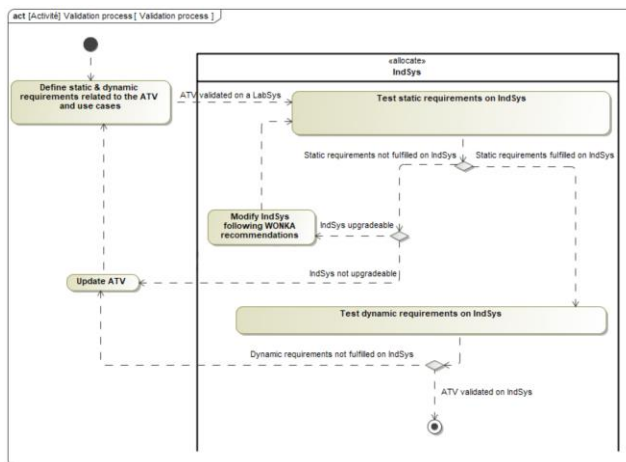 act [Activité] Validation process [ Validation process ]
«allocate»
IndSys
Define static & dynamic
requirements related to the ATV
and use cases
ATV validated on a LabSys
Test static requirements on IndSys
Static requirements not fulfilled on IndSys
Static requirements fulfilled on IndSys
Modify IndSys
following WONKA
recommendations
IndSys upgradeable
IndSys not upgradeable
Update ATV
Test dynamic requirements on IndSys
Dynamic requirements not fulfilled on IndSys
ATV validated on IndSys